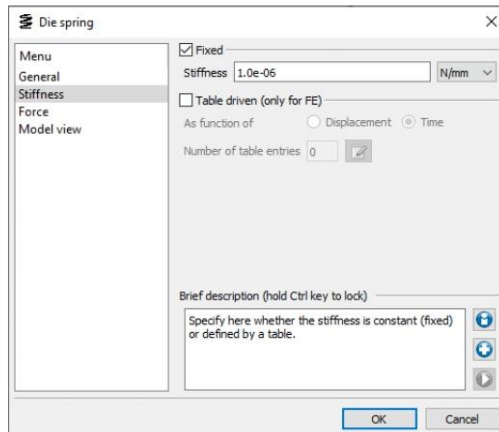 Die spring
Menu
General
Stiffness
Force
Model view
Fixed
Stiffness 1.0e-06 N/mm
Table driven (only for FE)
As function of Displacement Time
Number of table entries 0
Brief description (hold Ctrl key to lock)
Specify here whether the stiffness is constant (fixed)
or defined by a table.
OK Cancel